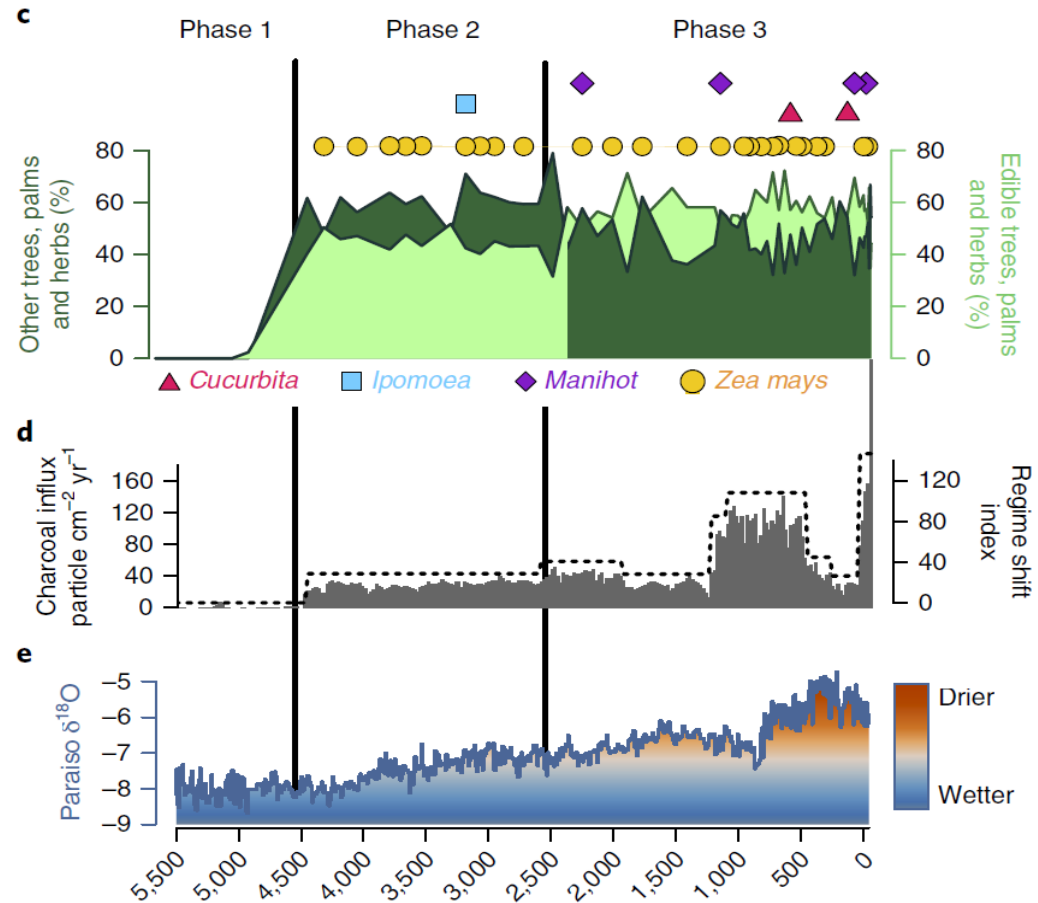 c
Phase 1 Phase 2 Phase 3
80 80
60 60
40 40
20 20
0 0
Other trees, palms
and herbs (%)
Edible trees, palms
and herbs (%)
Cucurbita Ipomoea Manihot Zea mays
d
Charcoal influx
particle cm⁻² yr⁻¹
160
120
80
40
0
120
80
40
0
Regime shift
index
e
Paraiso δ¹⁸O
–5
–6
–7
–8
–9
Drier
Wetter
5,500 5,000 4,500 4,000 3,500 3,000 2,500 2,000 1,500 1,000 500 0